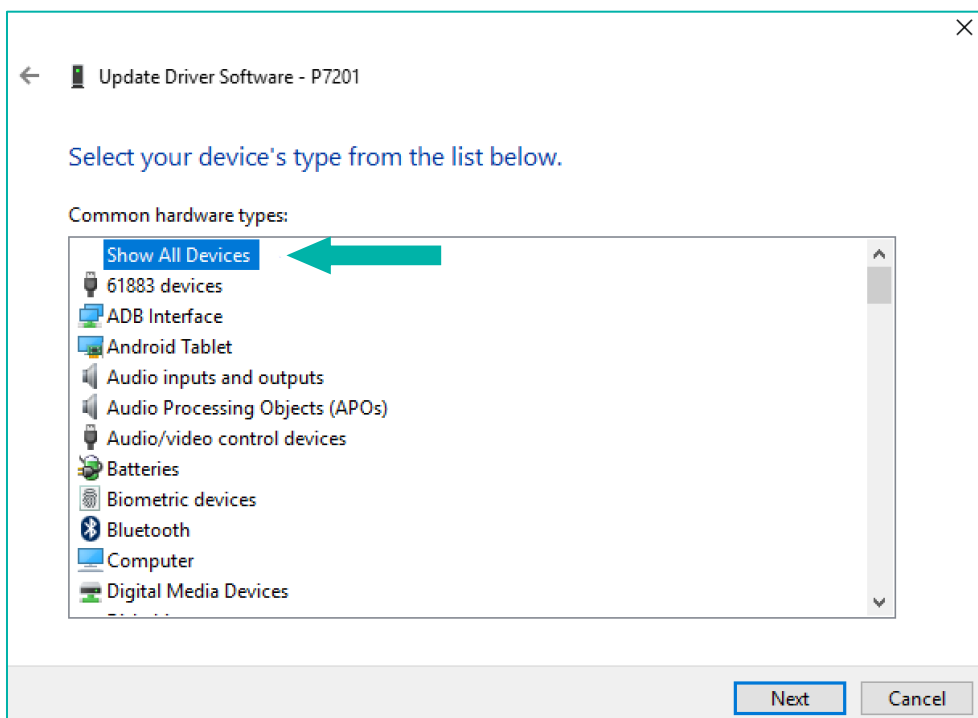 Update Driver Software - P7201
Select your device's type from the list below.
Common hardware types:
Show All Devices
61883 devices
ADB Interface
Android Tablet
Audio inputs and outputs
Audio Processing Objects (APOs)
Audio/video control devices
Batteries
Biometric devices
Bluetooth
Computer
Digital Media Devices
Next Cancel